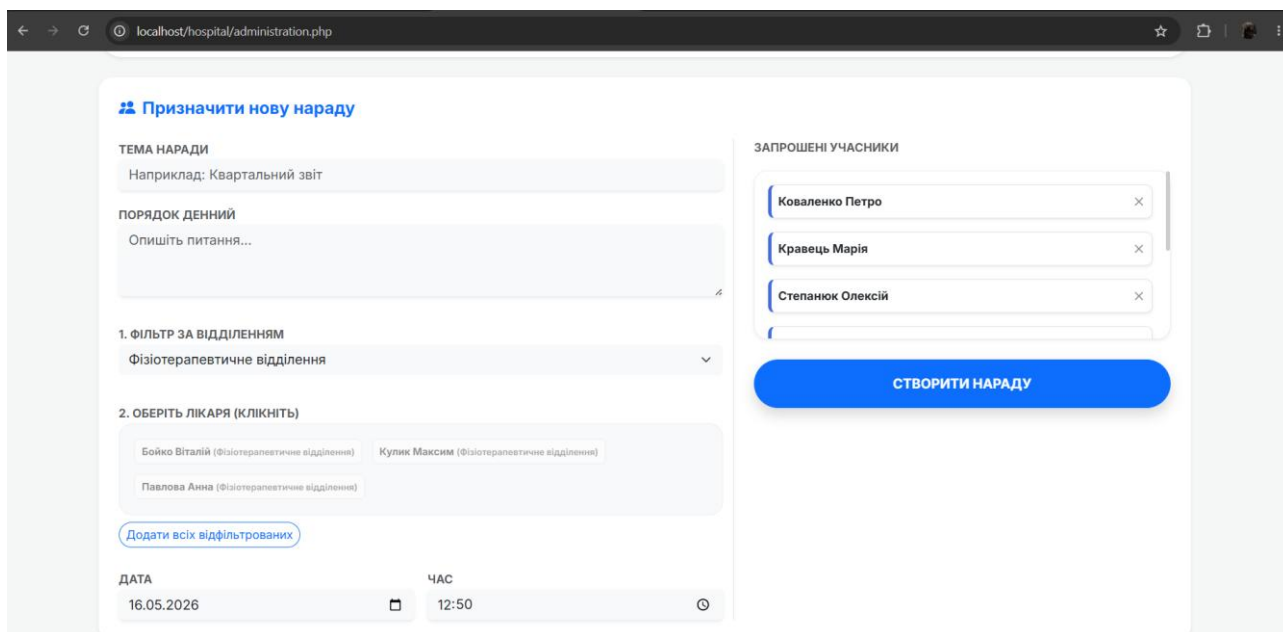 localhost/hospital/administration.php
Призначити нову нараду
ТЕМА НАРАДИ
Наприклад: Квартальний звіт
ПОРЯДОК ДЕННИЙ
Опишіть питання...
1. ФІЛЬТР ЗА ВІДДІЛЕННЯМ
Фізіотерапевтичне відділення
2. ОБЕРІТЬ ЛІКАРЯ (КЛІКНІТЬ)
Бойко Віталій (Фізіотерапевтичне відділення) Кулик Максим (Фізіотерапевтичне відділення)
Павлова Анна (Фізіотерапевтичне відділення)
Додати всіх відфільтрованих
ДАТА ЧАС
16.05.2026 12:50
ЗАПРОШЕНІ УЧАСНИКИ
Коваленко Петро
Кравець Марія
Степанюк Олексій
СТВОРИТИ НАРАДУ